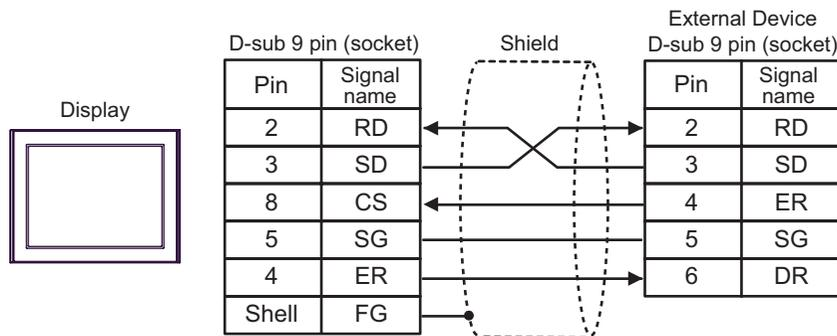 External Device
D-sub 9 pin (socket)
Shield
D-sub 9 pin (socket)
Display
Pin Signal name
2 RD
3 SD
8 CS
5 SG
4 ER
Shell FG
Pin Signal name
2 RD
3 SD
4 ER
5 SG
6 DR